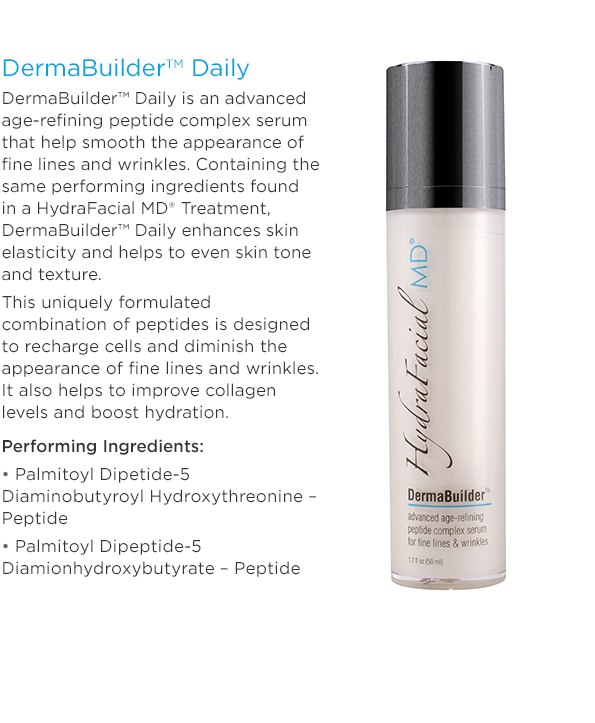 DermaBuilder™ Daily
DermaBuilder™ Daily is an advanced
age-refining peptide complex serum
that help smooth the appearance of
fine lines and wrinkles. Containing the
same performing ingredients found
in a HydraFacial MD® Treatment,
DermaBuilder™ Daily enhances skin
elasticity and helps to even skin tone
and texture.
This uniquely formulated
combination of peptides is designed
to recharge cells and diminish the
appearance of fine lines and wrinkles.
It also helps to improve collagen
levels and boost hydration.
Performing Ingredients:
• Palmitoyl Dipetide-5
Diaminobutyroyl Hydroxythreonine –
Peptide
• Palmitoyl Dipeptide-5
Diamionhydroxybutyrate – Peptide
HydraFacial MD®
DermaBuilder™
advanced age-refining
peptide complex serum
for fine lines & wrinkles
1.7 fl oz (50 ml)